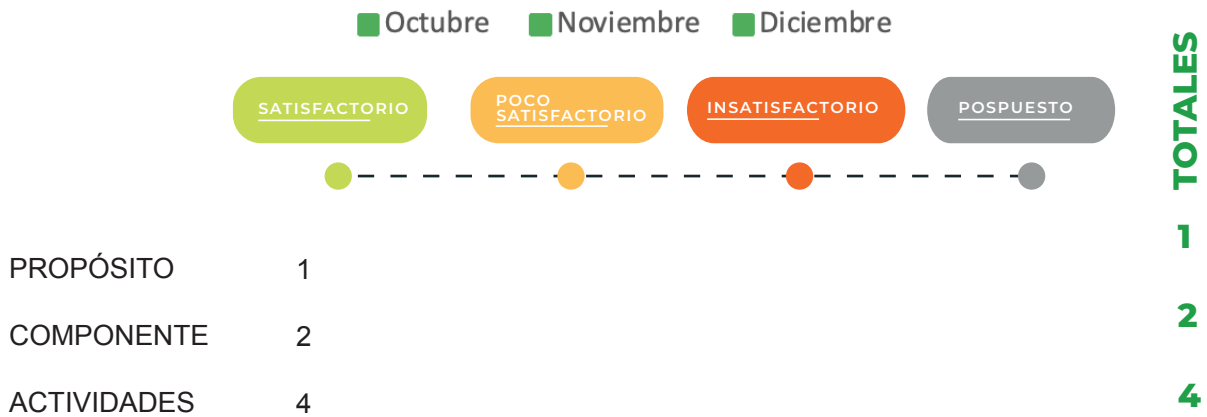 Octubre Noviembre Diciembre
SATISFACTORIO
POCO
SATISFACTORIO
INSATISFACTORIO
POSPUESTO
TOTALES
PROPÓSITO 1 1
COMPONENTE 2 2
ACTIVIDADES 4 4